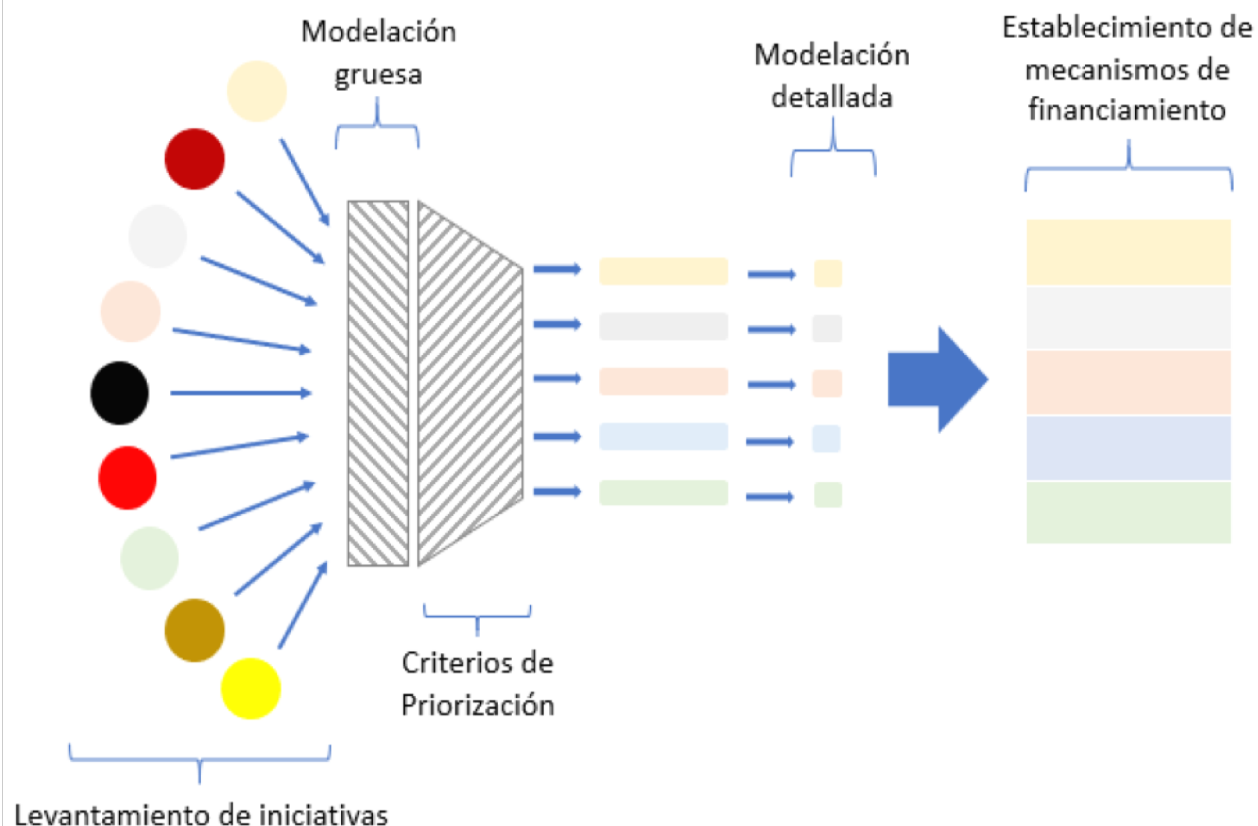 Modelación
gruesa
Modelación
detallada
Establecimiento de
mecanismos de
financiamiento
Criterios de
Priorización
Levantamiento de iniciativas